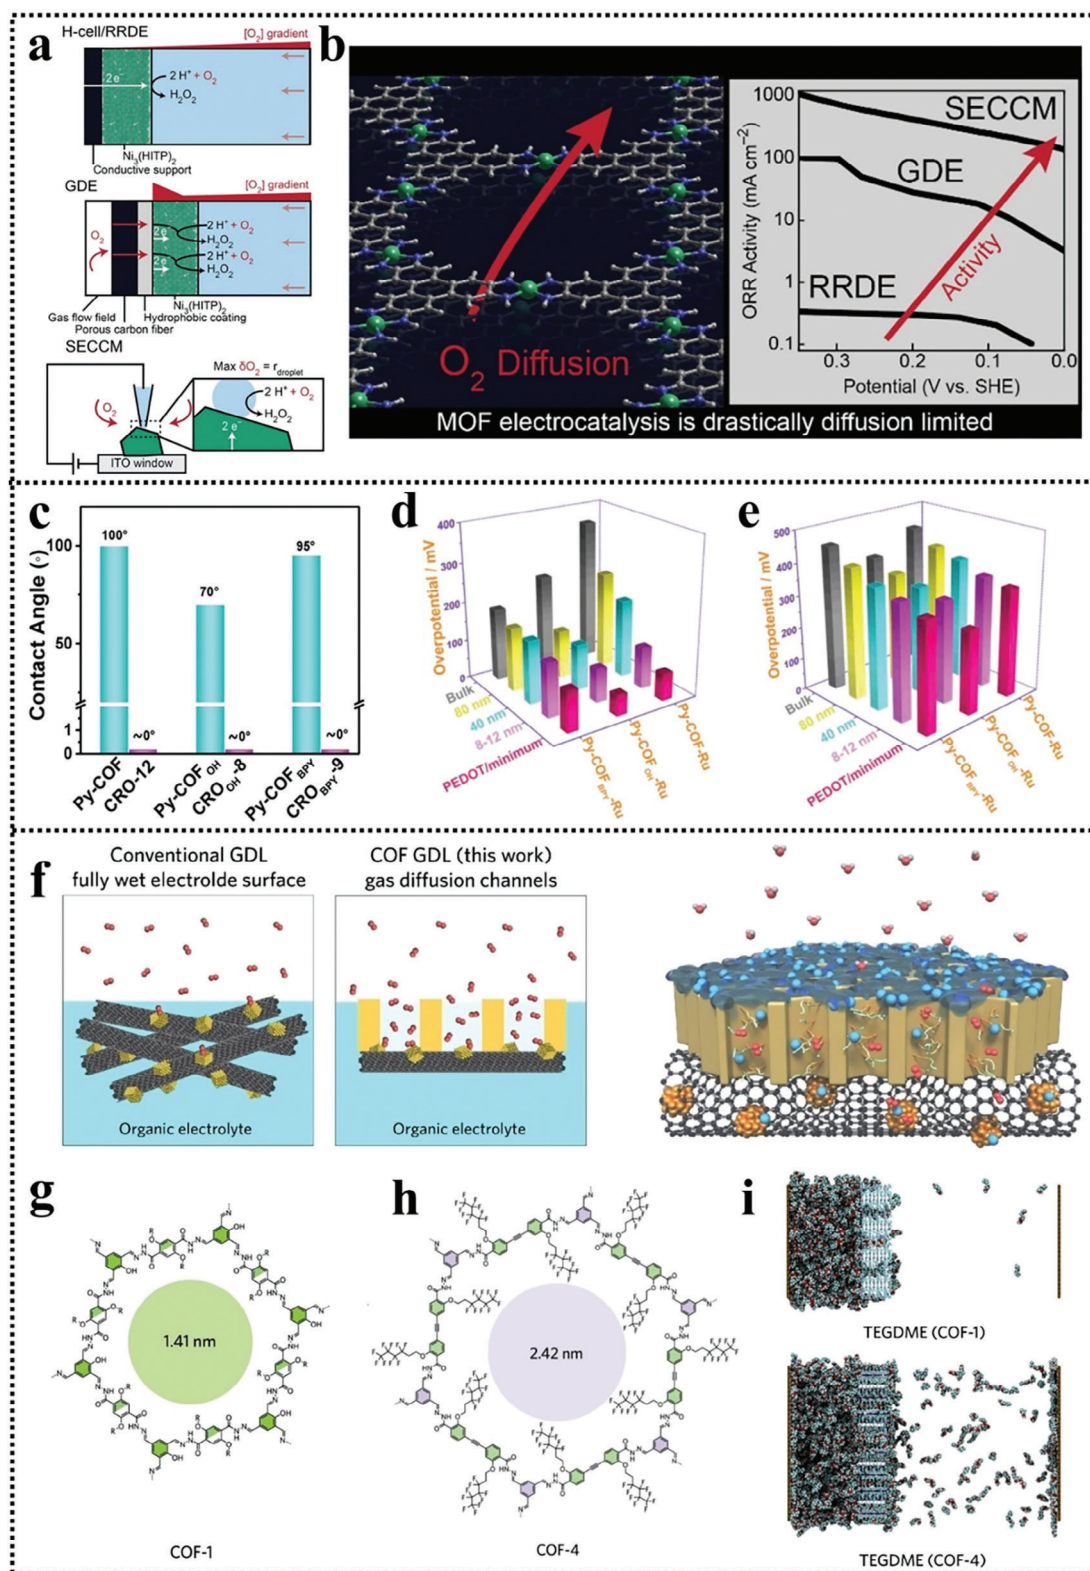 a
H-cell/RRDE
[O2] gradient
2 e⁻
2 H⁺ + O2
H2O2
Ni3(HITP)2
Conductive support
GDE
[O2] gradient
O2
2 e⁻
2 H⁺ + O2
H2O2
2 e⁻
2 H⁺ + O2
H2O2
Ni3(HITP)2
Gas flow field
Hydrophobic coating
Porous carbon fiber
SECCM
Max δO2 = rdroplet
O2
2 H⁺ + O2
H2O2
2 e⁻
ITO window
b
O2 Diffusion
ORR Activity (mA cm⁻²)
1000
100
10
1
0.1
SECCM
GDE
RRDE
Activity
0.3 0.2 0.1 0.0
Potential (V vs. SHE)
MOF electrocatalysis is drastically diffusion limited
c
Contact Angle (°)
100
50
1
0
100°
~0°
70°
~0°
95°
~0°
Py-COF
CRO-12
Py-COFOH
CROOH-8
Py-COFBPY
CROBPY-9
d
Overpotential / mV
400
300
200
100
0
Bulk
80 nm
40 nm
8-12 nm
PEDOT/minimum
Py-COFBPY-Ru
Py-COFOH-Ru
Py-COF-Ru
e
Overpotential / mV
500
400
300
200
100
0
Bulk
80 nm
40 nm
8-12 nm
PEDOT/minimum
Py-COFBPY-Ru
Py-COFOH-Ru
Py-COF-Ru
f
Conventional GDL
fully wet electrolde surface
Organic electrolyte
COF GDL (this work)
gas diffusion channels
Organic electrolyte
g
1.41 nm
COF-1
h
2.42 nm
COF-4
i
TEGDME (COF-1)
TEGDME (COF-4)